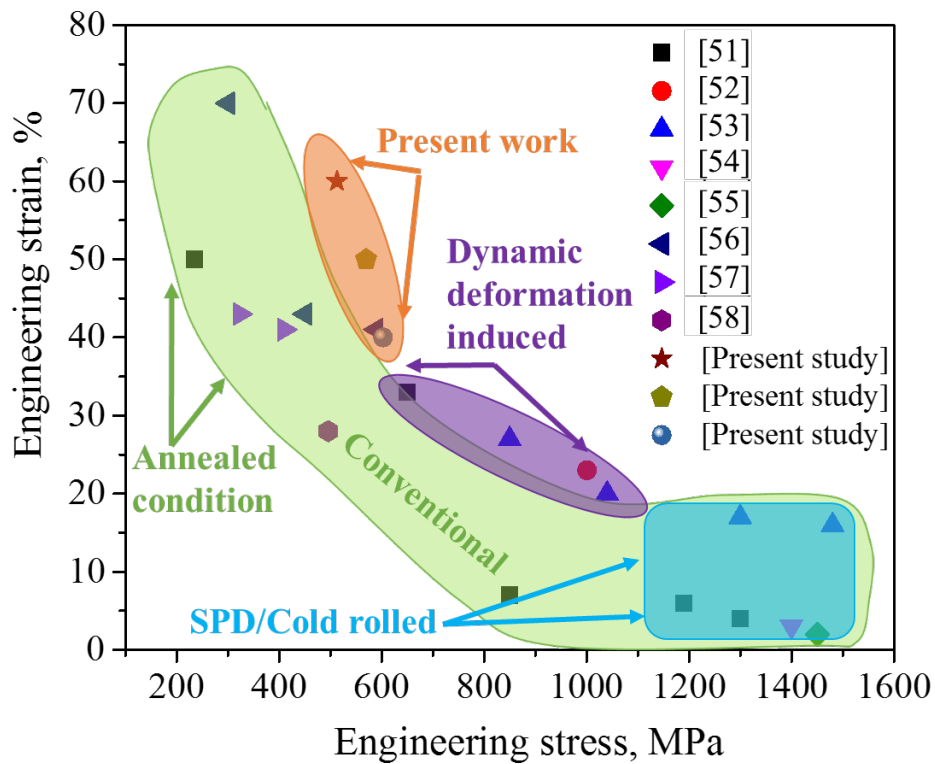 80
70
60
50
40
30
20
10
0
Engineering strain, %
200
400
600
800
1000
1200
1400
1600
Engineering stress, MPa
Present work
Dynamic
deformation
induced
Annealed
condition
Conventional
SPD/Cold rolled
[51]
[52]
[53]
[54]
[55]
[56]
[57]
[58]
[Present study]
[Present study]
[Present study]